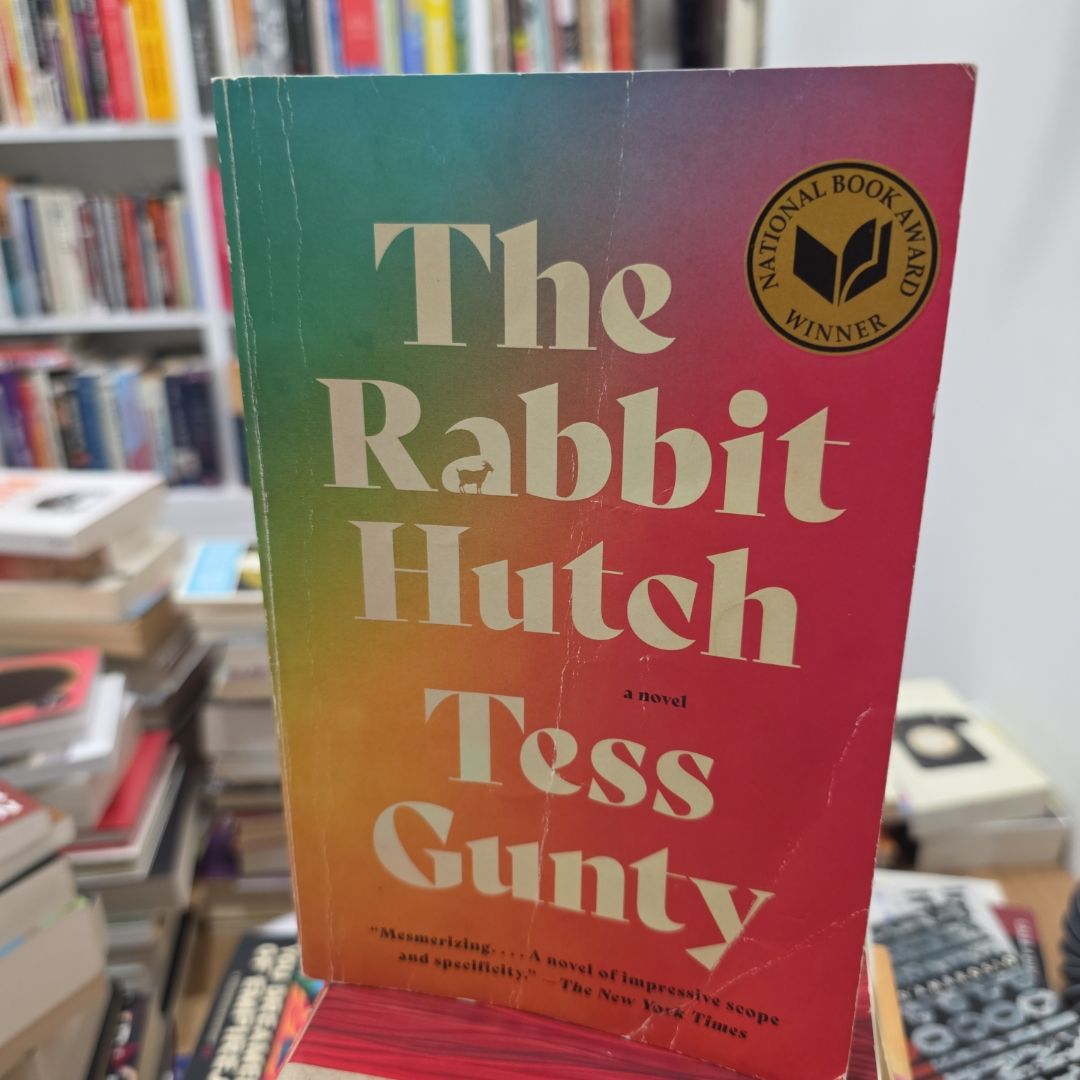 The
NATIONAL BOOK AWARD
WINNER
Rabbit
Hutch
a novel
Tess
Gunty
"Mesmerizing. . . . A novel of impressive scope
and specificity." —The New York Times